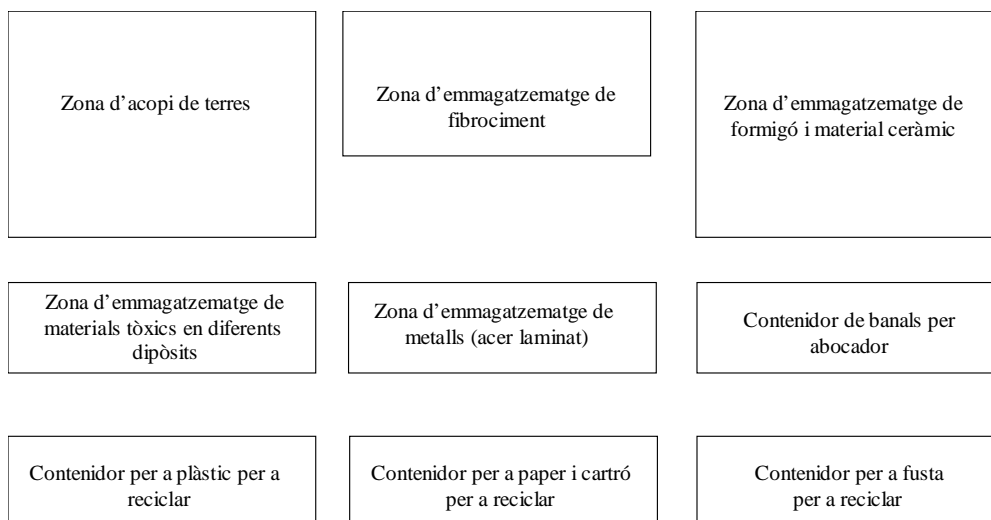 Zona d’acopi de terres
Zona d’emmagatzematge de
fibrociment
Zona d’emmagatzematge de
formigó i material ceràmic
Zona d’emmagatzematge de
materials tòxics en diferents
dipòsits
Zona d’emmagatzematge de
metalls (acer laminat)
Contenidor de banals per
abocador
Contenidor per a plàstic per a
reciclar
Contenidor per a paper i cartró
per a reciclar
Contenidor per a fusta
per a reciclar